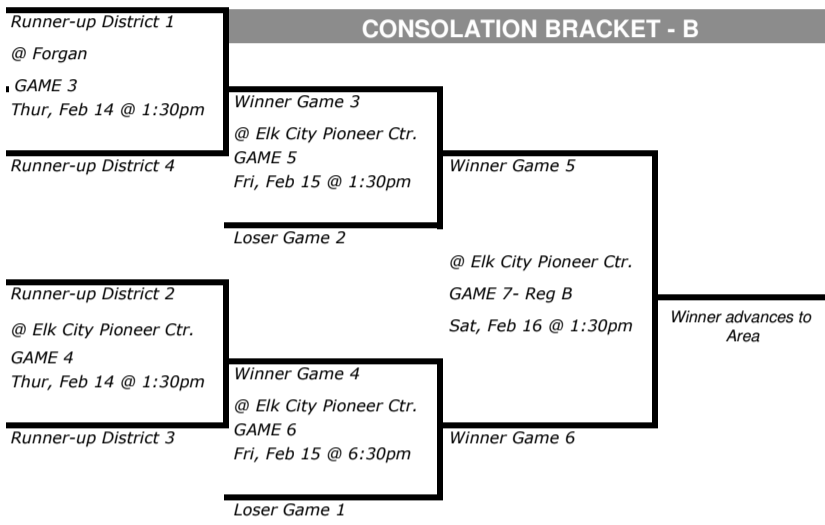 CONSOLATION BRACKET - B
Runner-up District 1
@ Forgan
GAME 3
Thur, Feb 14 @ 1:30pm
Runner-up District 4
Winner Game 3
@ Elk City Pioneer Ctr.
GAME 5
Fri, Feb 15 @ 1:30pm
Loser Game 2
Runner-up District 2
@ Elk City Pioneer Ctr.
GAME 4
Thur, Feb 14 @ 1:30pm
Runner-up District 3
Winner Game 4
@ Elk City Pioneer Ctr.
GAME 6
Fri, Feb 15 @ 6:30pm
Loser Game 1
Winner Game 5
@ Elk City Pioneer Ctr.
GAME 7- Reg B
Sat, Feb 16 @ 1:30pm
Winner Game 6
Winner advances to
Area